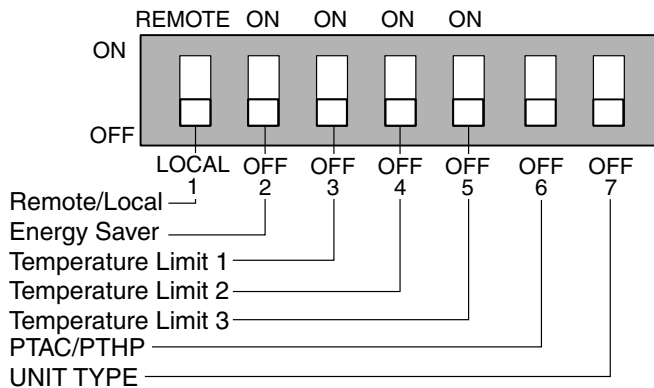 REMOTE ON ON ON ON
ON
OFF
LOCAL OFF OFF OFF OFF OFF OFF
1 2 3 4 5 6 7
Remote/Local
Energy Saver
Temperature Limit 1
Temperature Limit 2
Temperature Limit 3
PTAC/PTHP
UNIT TYPE